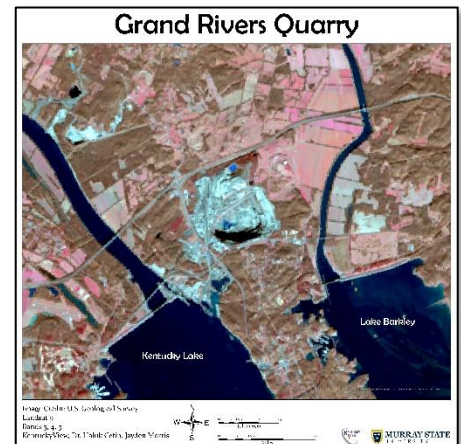 Grand Rivers Quarry
Kentucky Lake
Lake Barkley
Image Credit: U.S. Geological Survey
Landsat
Bands 5, 4, 3
KentuckyView, Dr. Haluk Cetin, Jayden Morris
N
W E
S
MURRAY STATE
UNIVERSITY